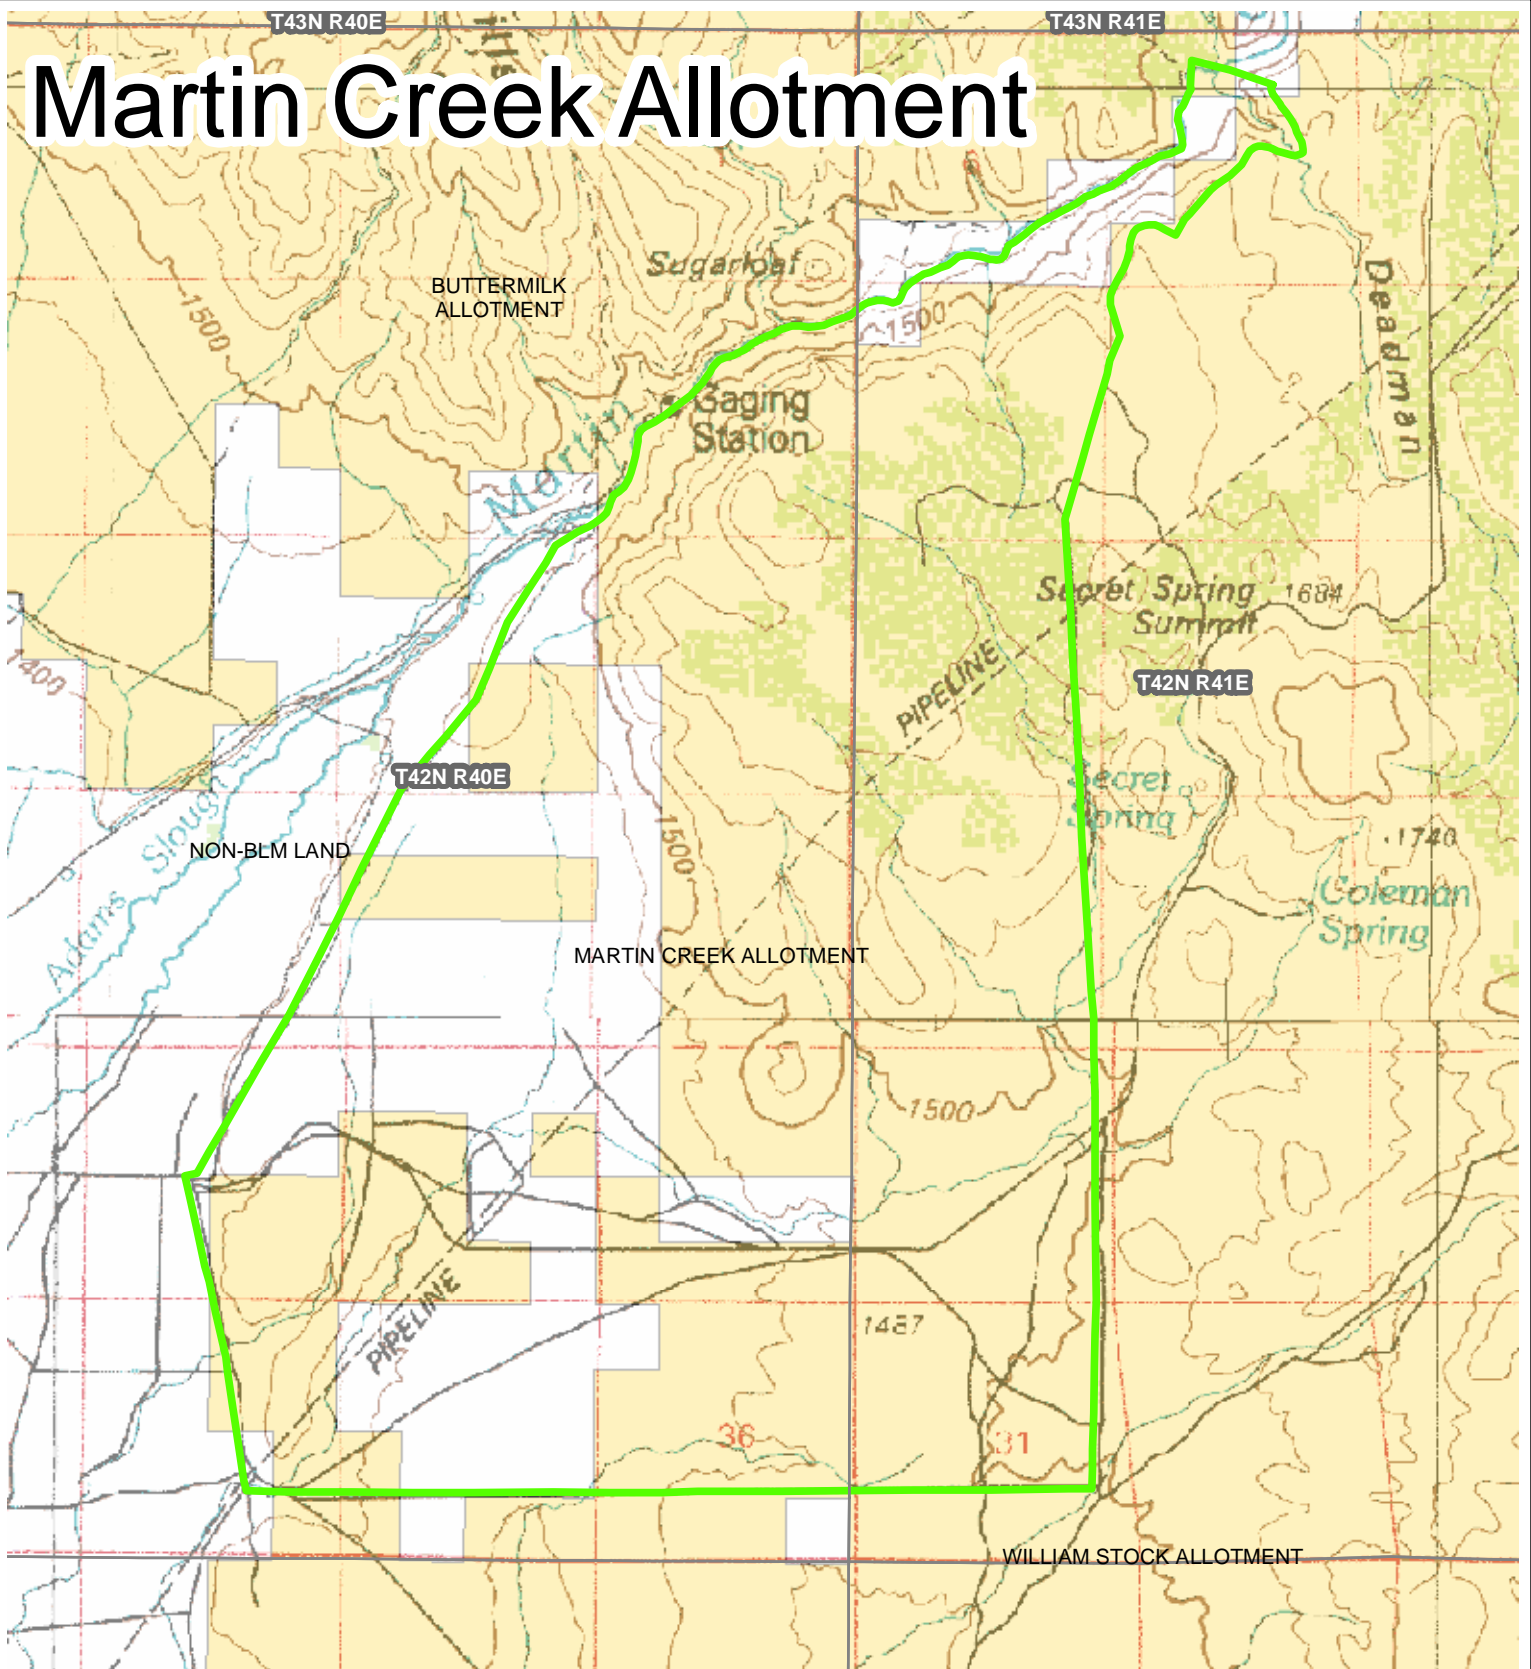 T43N R40E
T43N R41E
ills
Martin Creek Allotment
6
Sugarloaf
Deadman
BUTTERMILK
ALLOTMENT
1500
1500
Gaging
Station
Martin
Secret Spring
Summit
1684
1400
PIPELINE
T42N R41E
T42N R40E
Secret
Spring
Adams Slough
NON-BLM LAND
1500
1740
Coleman
Spring
MARTIN CREEK ALLOTMENT
1500
PIPELINE
1487
36
31
WILLIAM STOCK ALLOTMENT